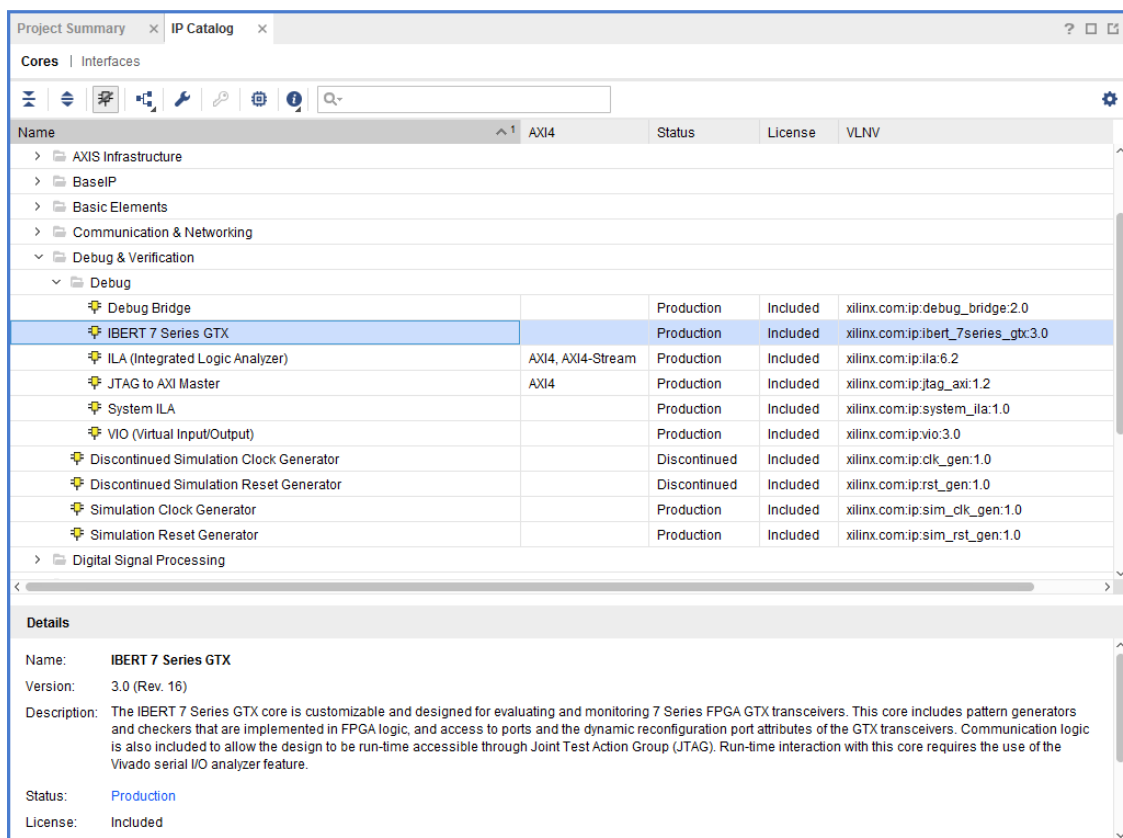 Project Summary × IP Catalog ×
Cores | Interfaces
Name 1 AXI4 Status License VLNV
AXIS Infrastructure
BaseIP
Basic Elements
Communication & Networking
Debug & Verification
Debug
Debug Bridge Production Included xilinx.com:ip:debug_bridge:2.0
IBERT 7 Series GTX Production Included xilinx.com:ip:ibert_7series_gtx:3.0
ILA (Integrated Logic Analyzer) AXI4, AXI4-Stream Production Included xilinx.com:ip:ila:6.2
JTAG to AXI Master AXI4 Production Included xilinx.com:ip:jtag_axi:1.2
System ILA Production Included xilinx.com:ip:system_ila:1.0
VIO (Virtual Input/Output) Production Included xilinx.com:ip:vio:3.0
Discontinued Simulation Clock Generator Discontinued Included xilinx.com:ip:clk_gen:1.0
Discontinued Simulation Reset Generator Discontinued Included xilinx.com:ip:rst_gen:1.0
Simulation Clock Generator Production Included xilinx.com:ip:sim_clk_gen:1.0
Simulation Reset Generator Production Included xilinx.com:ip:sim_rst_gen:1.0
Digital Signal Processing
Details
Name: IBERT 7 Series GTX
Version: 3.0 (Rev. 16)
Description: The IBERT 7 Series GTX core is customizable and designed for evaluating and monitoring 7 Series FPGA GTX transceivers. This core includes pattern generators
and checkers that are implemented in FPGA logic, and access to ports and the dynamic reconfiguration port attributes of the GTX transceivers. Communication logic
is also included to allow the design to be run-time accessible through Joint Test Action Group (JTAG). Run-time interaction with this core requires the use of the
Vivado serial I/O analyzer feature.
Status: Production
License: Included